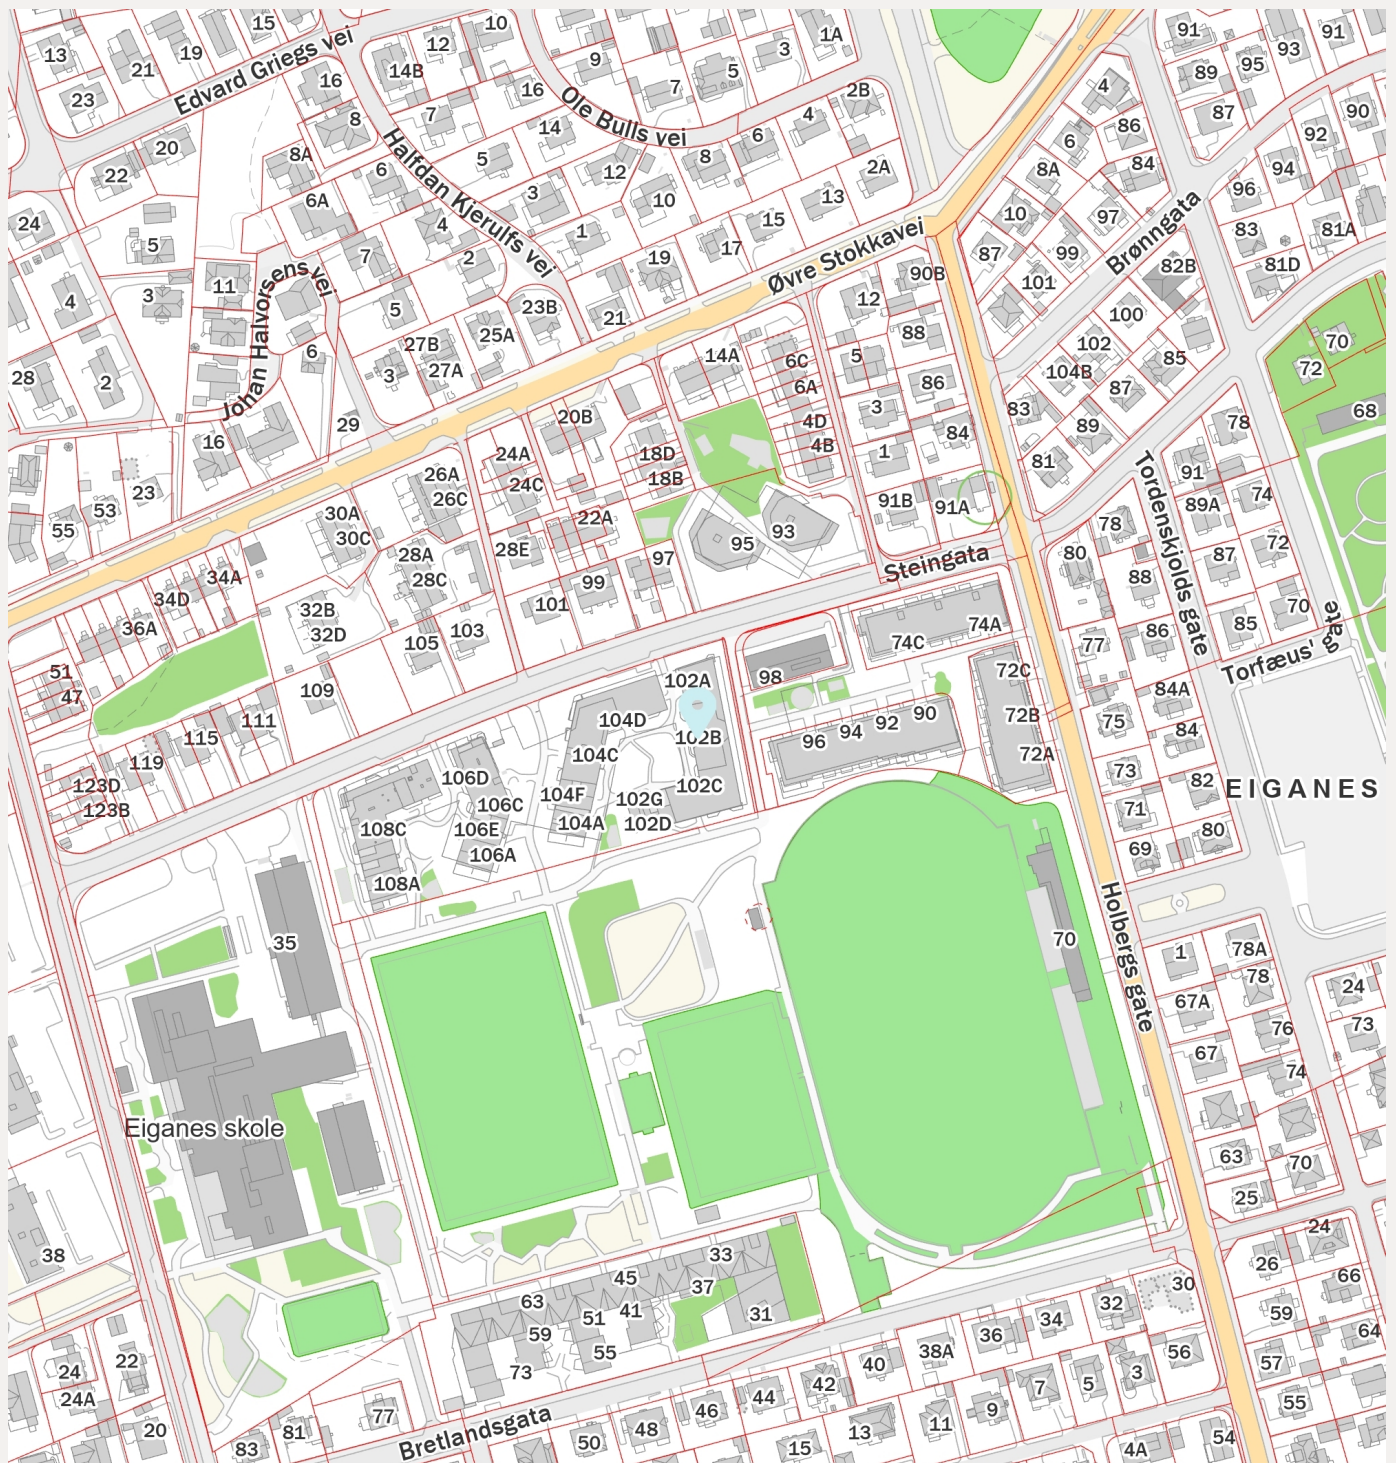 15
10
13
19
12
1A
91
93
91
21
14B
9
3
95
89
5
Edvard Griegs vei
16
7
23
16
Ole Bulls vei
2B
4
87
90
8
7
14
4
6
86
92
20
8A
Halfdan Kjerulfs vei
5
12
8
6
2A
8A
84
94
22
6
6A
3
10
13
96
24
4
1
15
10
97
Brønngata
83
81A
5
7
2
19
17
Øvre Stokkavei
87
99
82B
81D
4
3
11
Johan Halvorsens vei
5
23B
21
90B
12
101
100
70
6
27B
25A
14A
88
102
85
72
28
2
3
27A
6C
5
86
104B
87
68
6A
16
29
20B
3
83
89
78
4D
84
24A
18D
4B
1
81
Tordenskiolds gate
91
23
26A
24C
18B
74
53
26C
91B
91A
89A
55
30A
22A
95
93
78
30C
28A
28E
97
Steingata
80
87
72
34A
28C
99
88
34D
32B
101
74A
70
36A
32D
105
103
74C
77
86
85
Torfæus' gate
51
47
109
102A
98
72C
84A
111
104D
102B
90
72B
75
84
115
104C
94
92
72A
119
106D
96
73
82
EIGANES
123D
104F
102G
102C
106C
71
123B
108C
106E
104A
102D
80
106A
69
108A
35
70
Holbergs gate
1
78A
78
24
67A
76
73
67
74
Eiganes skole
63
70
25
38
33
24
45
37
30
26
66
63
51
41
31
32
59
59
34
64
55
36
56
57
24
22
73
40
38A
3
24A
42
7
5
55
77
44
46
9
20
81
11
83
Bretlandsgata
50
48
15
13
4A
54